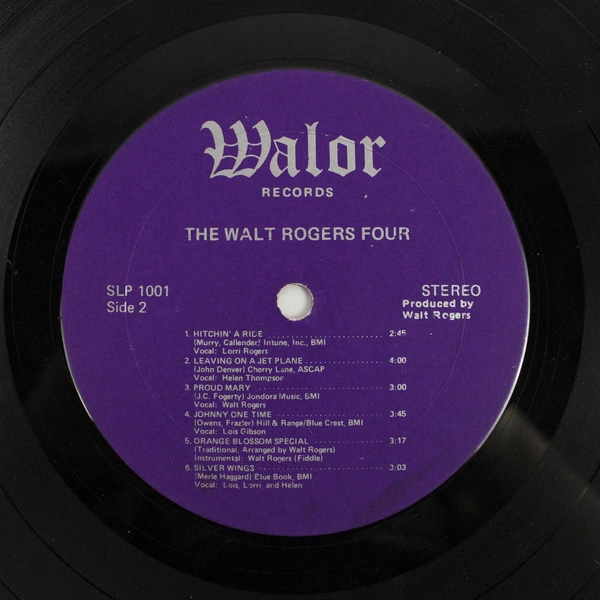 Walor
RECORDS
THE WALT ROGERS FOUR
SLP 1001
Side 2
STEREO
Produced by
Walt Rogers
1. HITCHIN' A RIDE 2:45
(Murry, Callender) Intune, Inc., BMI
Vocal: Lorri Rogers
2. LEAVING ON A JET PLANE 4:00
(John Denver) Cherry Lane, ASCAP
Vocal: Helen Thompson
3. PROUD MARY 3:00
(J.C. Fogerty) Jondora Music, BMI
Vocal: Walt Rogers
4. JOHNNY ONE TIME 3:45
(Owens, Frazier) Hill & Range/Blue Crest, BMI
Vocal: Lois Gibson
5. ORANGE BLOSSOM SPECIAL 3:17
(Traditional, Arranged by Walt Rogers)
Instrumental: Walt Rogers (Fiddle)
6. SILVER WINGS 3:03
(Merle Haggard) Blue Book, BMI
Vocal: Lois, Lorri, and Helen